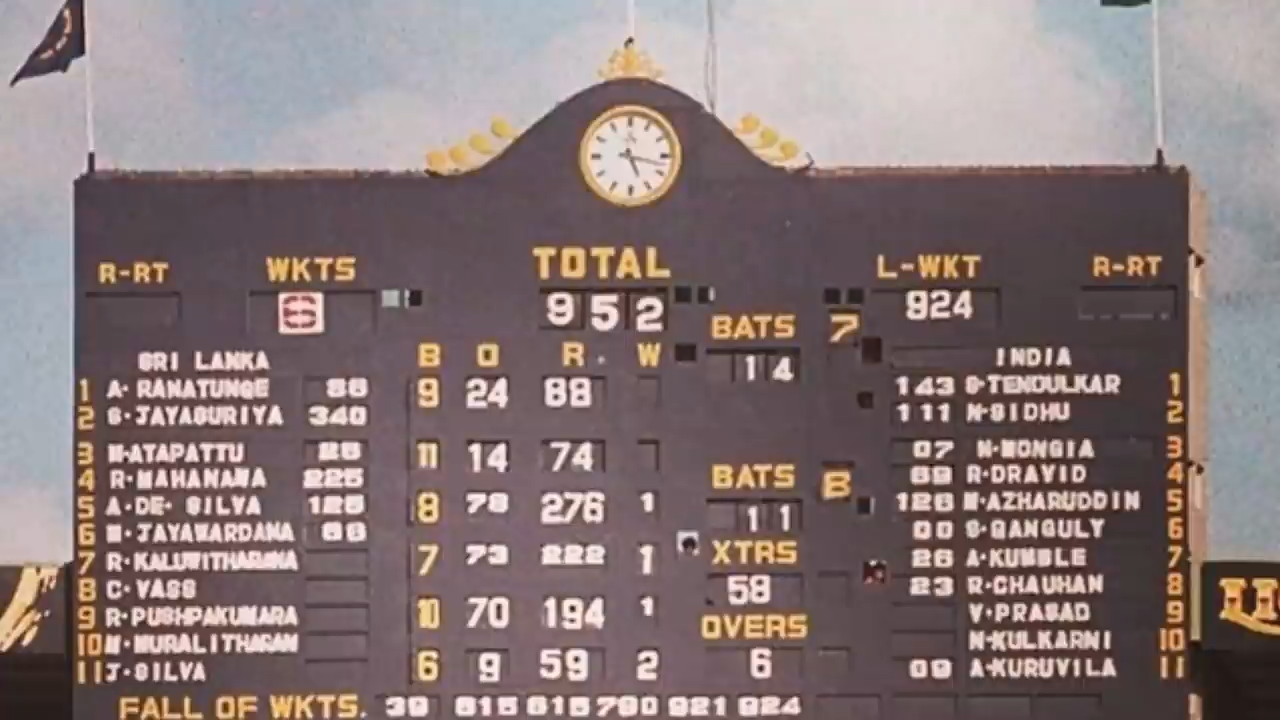 R-RT WKTS TOTAL L-WKT R-RT
6 952 924
BATS 7
SRI LANKA B O R W 14 INDIA
1 A·RANATUNGE 86 9 24 88 143 S·TENDULKAR 1
2 S·JAYASURIYA 340 111 N·SIDHU 2
3 M·ATAPATTU 26 11 14 74 07 N·MONGIA 3
4 R·MAHANAMA 225 BATS 8 69 R·DRAVID 4
5 A·DE· SILVA 126 8 78 276 1 11 126 M·AZHARUDDIN 5
6 M·JAYAWARDANA 66 00 S·GANGULY 6
7 R·KALUWITHARANA 7 73 222 1 XTRS 26 A·KUMBLE 7
8 C·VASS 58 23 R·CHAUHAN 8
9 R·PUSHPAKUMARA 10 70 194 1 V·PRASAD 9
10 M·MURALITHARAN OVERS N·KULKARNI 10
11 J·SILVA 6 9 59 2 6 09 A·KURUVILA 11
FALL OF WKTS. 39 615 615 790 921 924